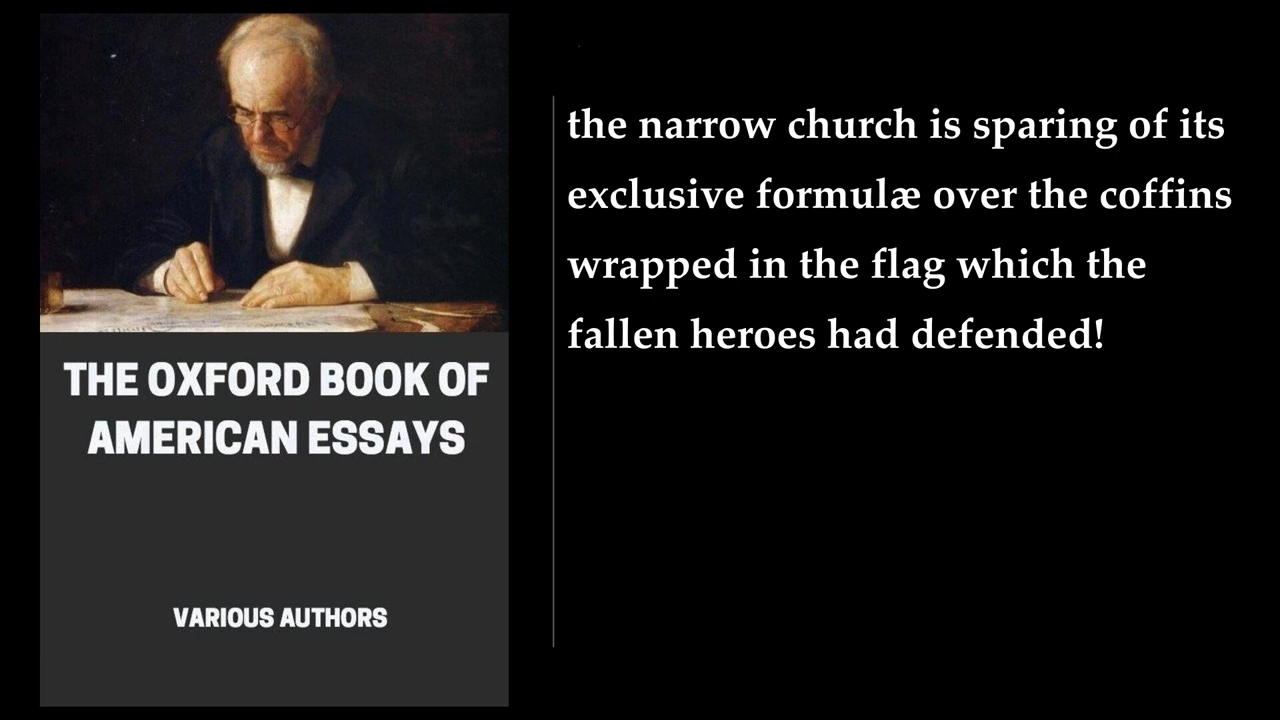 THE OXFORD BOOK OF
AMERICAN ESSAYS
VARIOUS AUTHORS
the narrow church is sparing of its
exclusive formulæ over the coffins
wrapped in the flag which the
fallen heroes had defended!